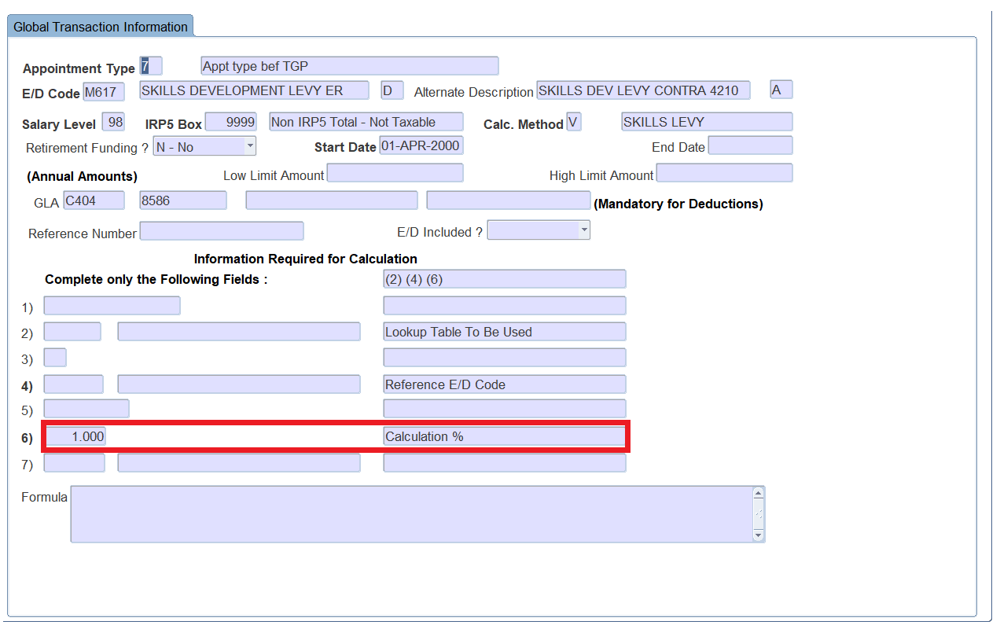 Global Transaction Information
Appointment Type 7 Appt type bef TGP
E/D Code M617 SKILLS DEVELOPMENT LEVY ER D Alternate Description SKILLS DEV LEVY CONTRA 4210 A
Salary Level 98 IRP5 Box 9999 Non IRP5 Total - Not Taxable Calc. Method V SKILLS LEVY
Retirement Funding ? N - No Start Date 01-APR-2000 End Date
(Annual Amounts) Low Limit Amount High Limit Amount
GLA C404 8586 (Mandatory for Deductions)
Reference Number E/D Included ?
Information Required for Calculation
Complete only the Following Fields : (2) (4) (6)
1)
2) Lookup Table To Be Used
3)
4) Reference E/D Code
5)
6) 1.000 Calculation %
7)
Formula